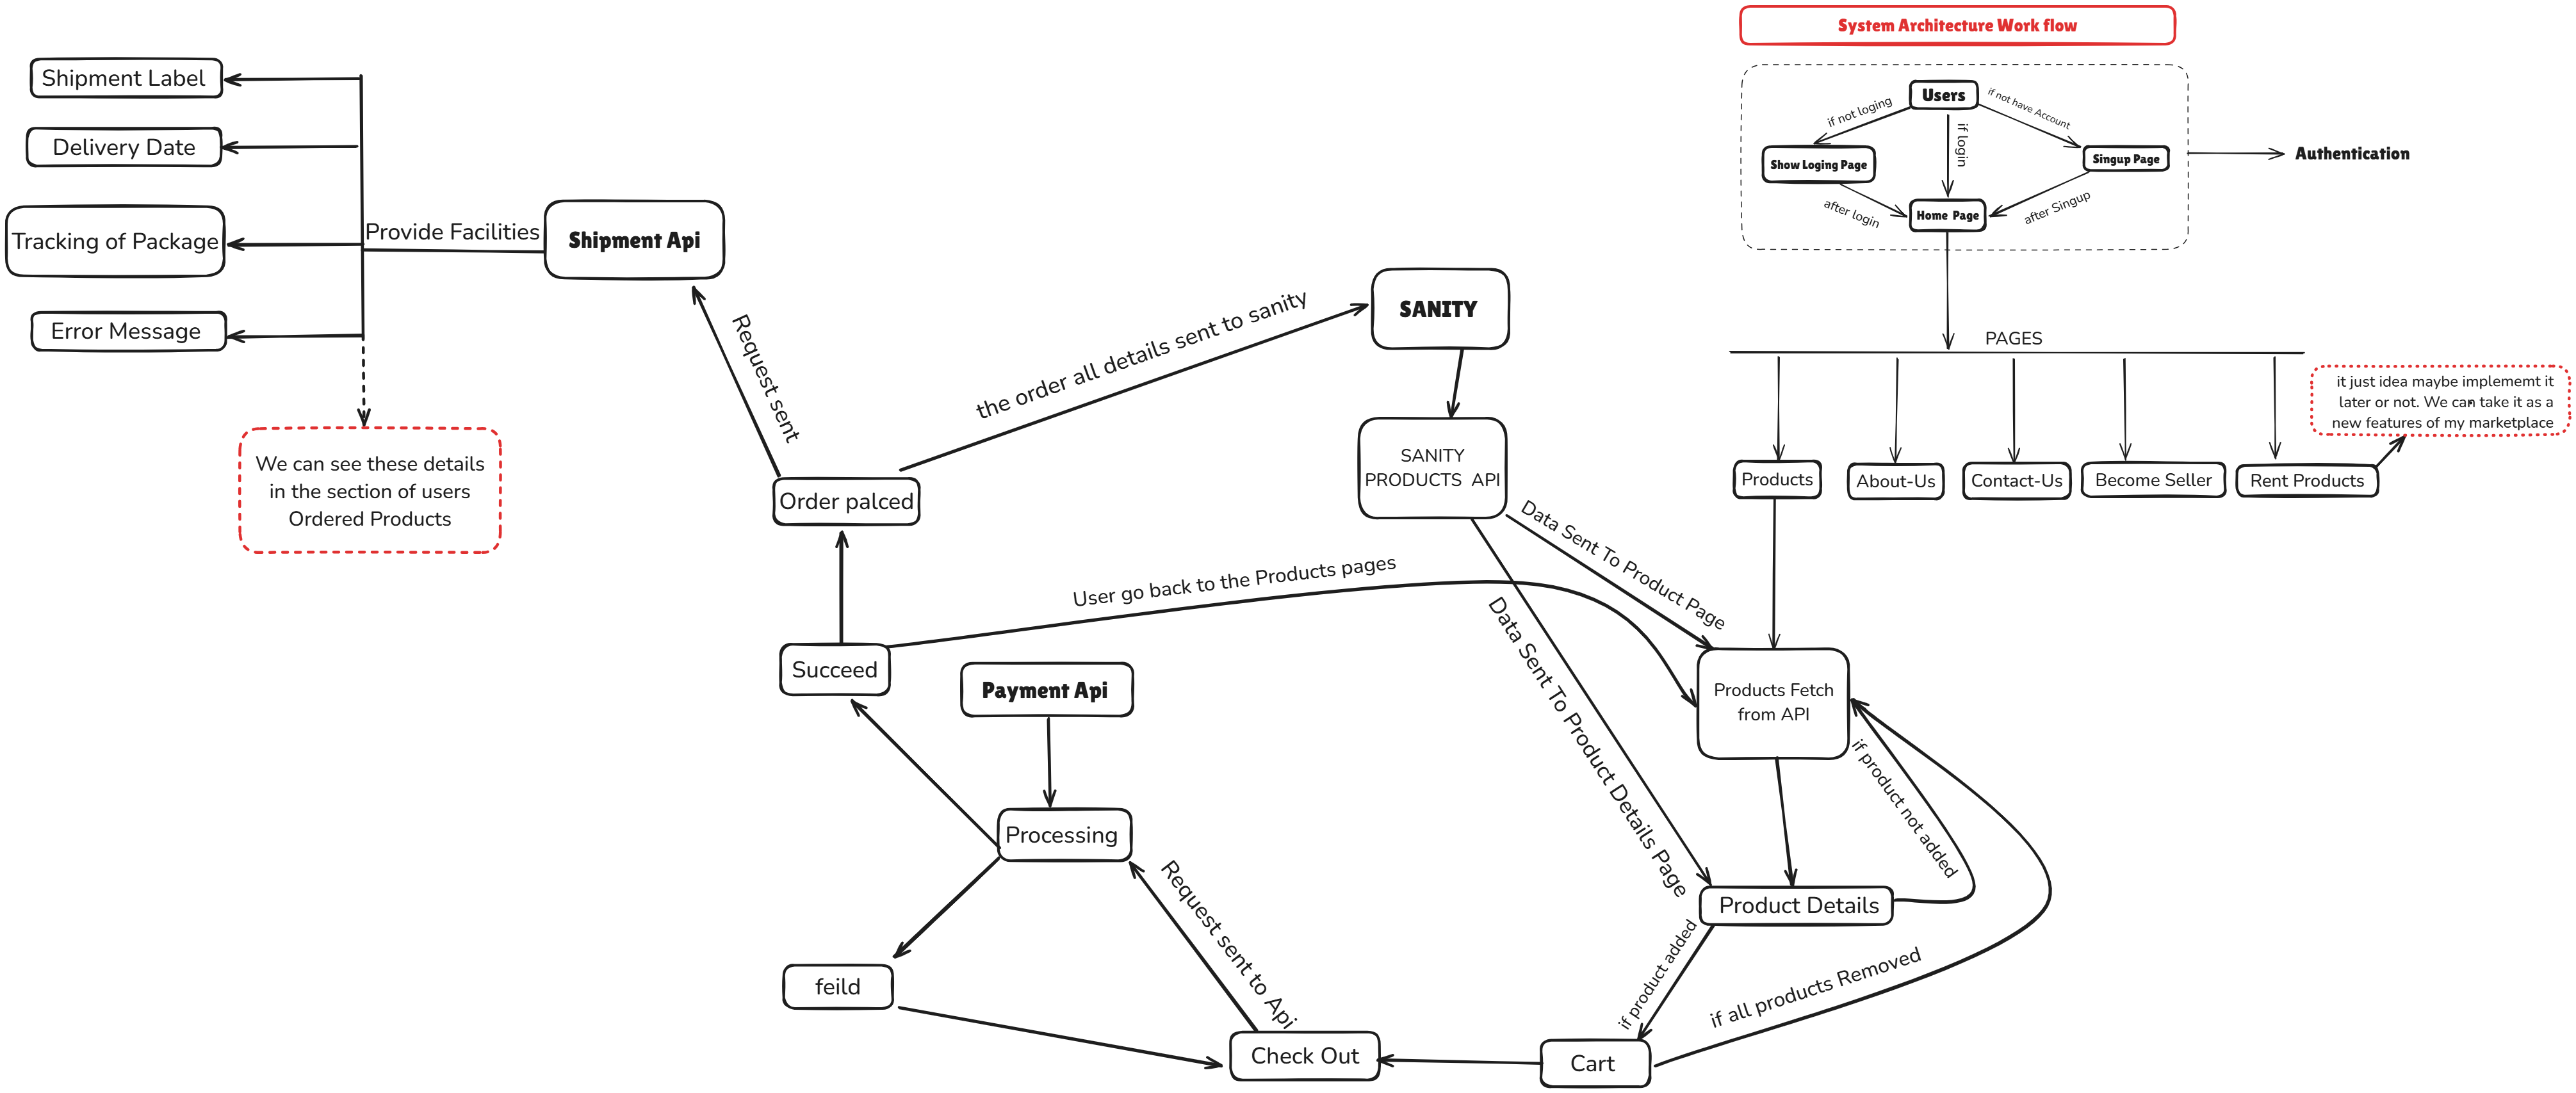 System Architecture Work flow
Users
if not loging
if login
if not have Account
Show Loging Page
Singup Page
Authentication
Home Page
after login
after Singup
PAGES
Products
About-Us
Contact-Us
Become Seller
Rent Products
it just idea maybe implememt it
later or not. We can take it as a
new features of my marketplace
Shipment Label
Delivery Date
Tracking of Package
Error Message
Provide Facilities
Shipment Api
We can see these details
in the section of users
Ordered Products
Request sent
the order all details sent to sanity
SANITY
SANITY
PRODUCTS API
Order palced
Data Sent To Product Page
Data Sent To Product Details Page
User go back to the Products pages
Succeed
Payment Api
Products Fetch
from API
if product not added
Processing
Request sent to Api
Product Details
if product added
if all products Removed
feild
Check Out
Cart